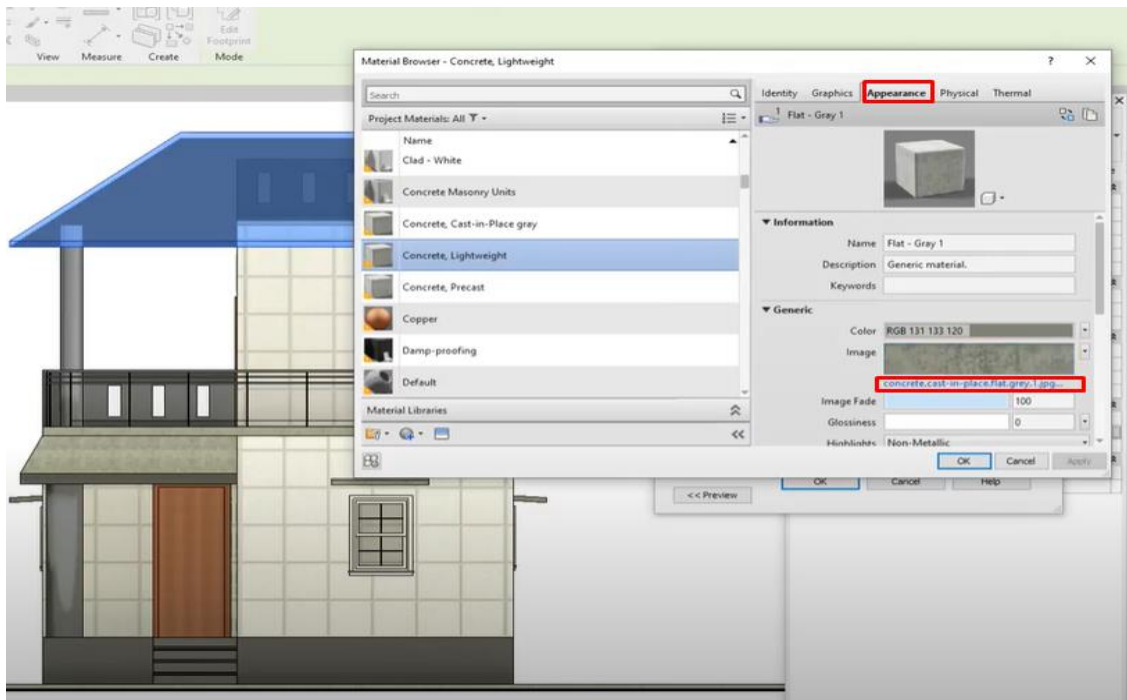 Edit
Footprint
View Measure Create Mode
Material Browser - Concrete, Lightweight
? ×
Search
Project Materials: All
Name
Clad - White
Concrete Masonry Units
Concrete, Cast-in-Place gray
Concrete, Lightweight
Concrete, Precast
Copper
Damp-proofing
Default
Material Libraries
Identity Graphics Appearance Physical Thermal
1 Flat - Gray 1
Information
Name Flat - Gray 1
Description Generic material.
Keywords
Generic
Color RGB 131 133 120
Image
concrete.cast-in-place.flat.grey.1.jpg...
Image Fade 100
Glossiness 0
Highlights Non-Metallic
OK Cancel Apply
<< Preview OK Cancel Help